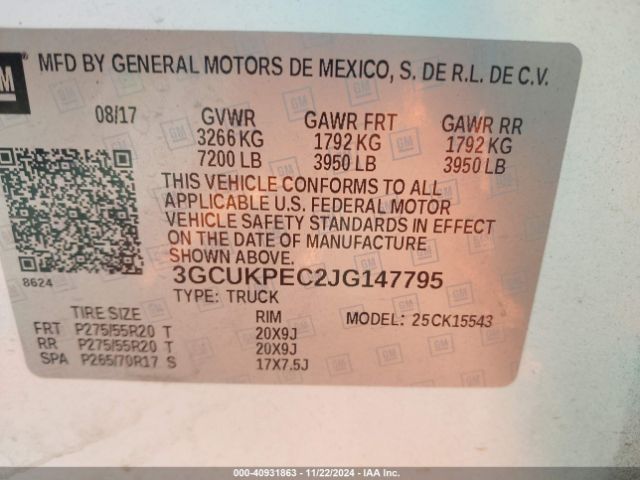 GM
MFD BY GENERAL MOTORS DE MEXICO, S. DE R.L. DE C.V.
08/17 GVWR GAWR FRT GAWR RR
3266 KG 1792 KG 1792 KG
7200 LB 3950 LB 3950 LB
THIS VEHICLE CONFORMS TO ALL
APPLICABLE U.S. FEDERAL MOTOR
VEHICLE SAFETY STANDARDS IN EFFECT
ON THE DATE OF MANUFACTURE
SHOWN ABOVE.
8624
3GCUKPEC2JG147795
TYPE: TRUCK
TIRE SIZE RIM MODEL: 25CK15543
FRT P275/55R20 T 20X9J
RR P275/55R20 T 20X9J
SPA P265/70R17 S 17X7.5J
000-40931863 - 11/22/2024 - IAA Inc.